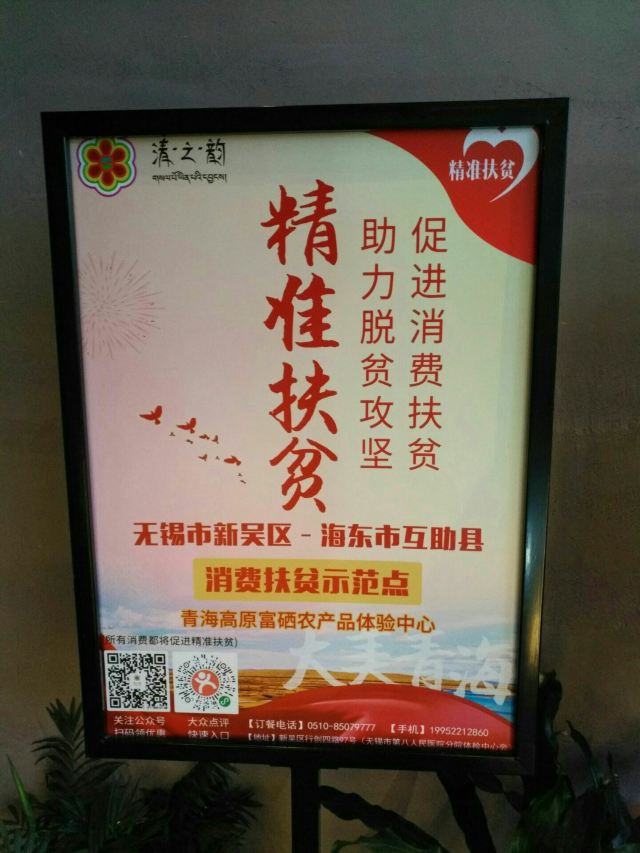 清·之·韵
精准扶贫
促进消费扶贫
助力脱贫攻坚
精准扶贫
无锡市新吴区-海东市互助县
消费扶贫示范点
青海高原富硒农产品体验中心
大美青海
(所有消费都将促进精准扶贫)
关注公众号
扫码领优惠
大众点评
快速入口
【订餐电话】0510-85079777 【手机】19952212860
【地址】新吴区行创四路97号（无锡市第八人民医院分院体检中心